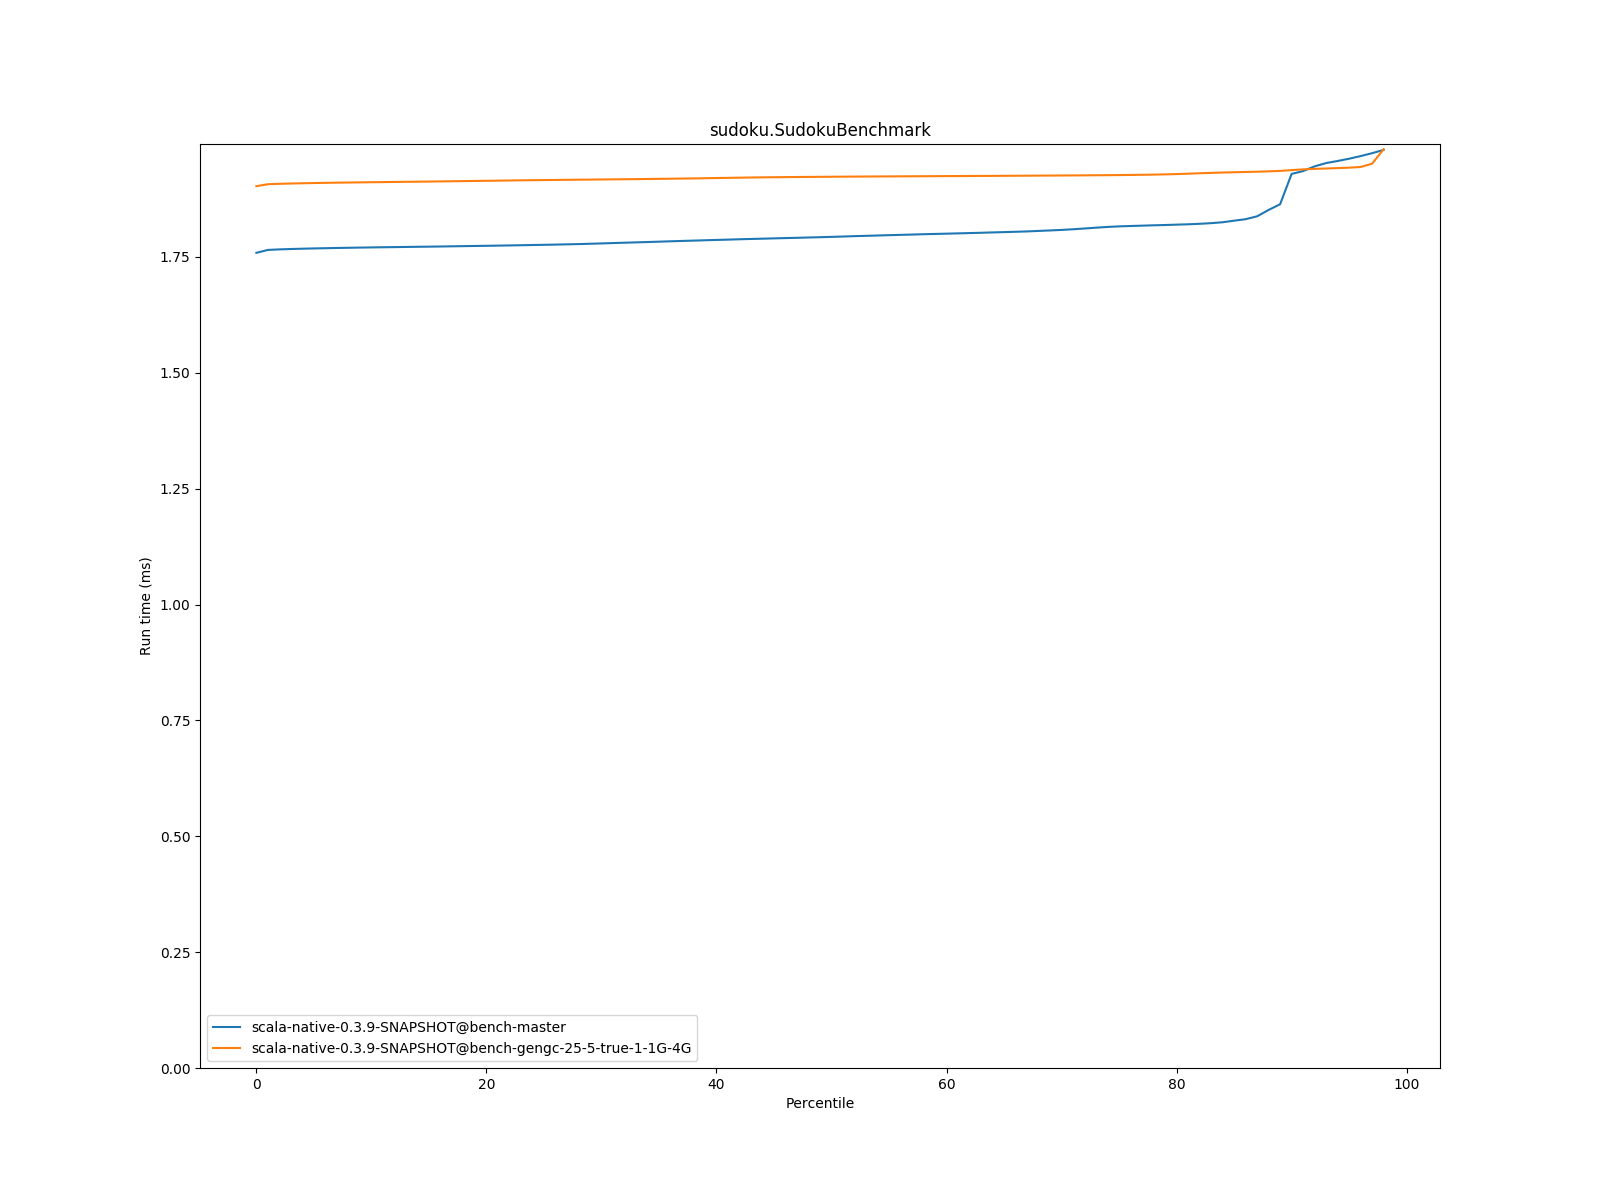 sudoku.SudokuBenchmark
Run time (ms)
1.75
1.50
1.25
1.00
0.75
0.50
0.25
0.00
scala-native-0.3.9-SNAPSHOT@bench-master
scala-native-0.3.9-SNAPSHOT@bench-gengc-25-5-true-1-1G-4G
0 20 40 60 80 100
Percentile